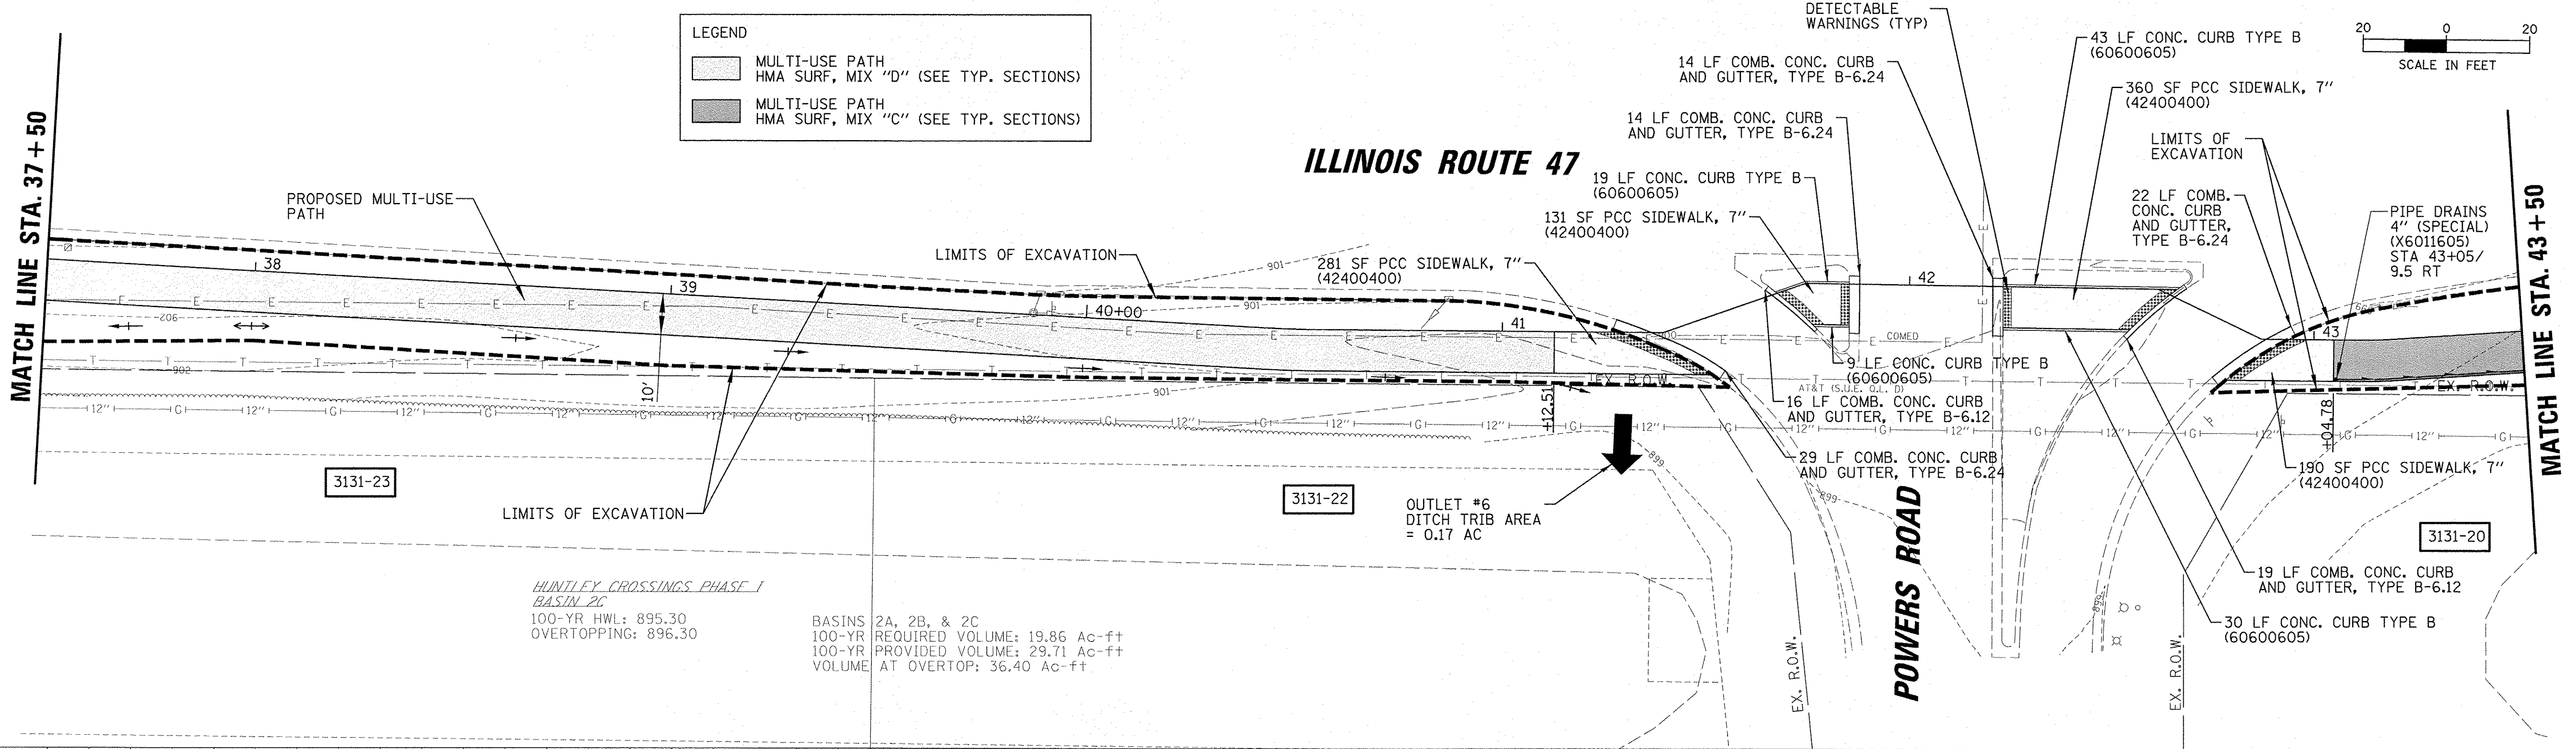 LEGEND
MULTI-USE PATH
HMA SURF, MIX "D" (SEE TYP. SECTIONS)
MULTI-USE PATH
HMA SURF, MIX "C" (SEE TYP. SECTIONS)
MATCH LINE STA. 37+50
PROPOSED MULTI-USE
PATH
38
39
40+00
41
42
43
10'
LIMITS OF EXCAVATION
ILLINOIS ROUTE 47
281 SF PCC SIDEWALK, 7"
(42400400)
131 SF PCC SIDEWALK, 7"
(42400400)
19 LF CONC. CURB TYPE B
(60600605)
14 LF COMB. CONC. CURB
AND GUTTER, TYPE B-6.24
14 LF COMB. CONC. CURB
AND GUTTER, TYPE B-6.24
DETECTABLE
WARNINGS (TYP)
43 LF CONC. CURB TYPE B
(60600605)
360 SF PCC SIDEWALK, 7"
(42400400)
LIMITS OF
EXCAVATION
22 LF COMB.
CONC. CURB
AND GUTTER,
TYPE B-6.24
PIPE DRAINS
4" (SPECIAL)
(X6011605)
STA 43+05/
9.5 RT
20 0 20
SCALE IN FEET
MATCH LINE STA. 43+50
9 LF CONC. CURB TYPE B
(60600605)
AT&T (S.U.E. Q.L. D)
16 LF COMB. CONC. CURB
AND GUTTER, TYPE B-6.12
29 LF COMB. CONC. CURB
AND GUTTER, TYPE B-6.24
COMED
EX. R.O.W.
EX. R.O.W.
902
902
901
901
901
899
899
899
+12.51
+04.78
190 SF PCC SIDEWALK, 7"
(42400400)
3131-23
3131-22
3131-20
LIMITS OF EXCAVATION
OUTLET #6
DITCH TRIB AREA
= 0.17 AC
POWERS ROAD
19 LF COMB. CONC. CURB
AND GUTTER, TYPE B-6.12
30 LF CONC. CURB TYPE B
(60600605)
EX. R.O.W.
EX. R.O.W.
HUNTLEY CROSSINGS PHASE I
BASIN 2C
100-YR HWL: 895.30
OVERTOPPING: 896.30
BASINS 2A, 2B, & 2C
100-YR REQUIRED VOLUME: 19.86 Ac-ft
100-YR PROVIDED VOLUME: 29.71 Ac-ft
VOLUME AT OVERTOP: 36.40 Ac-ft